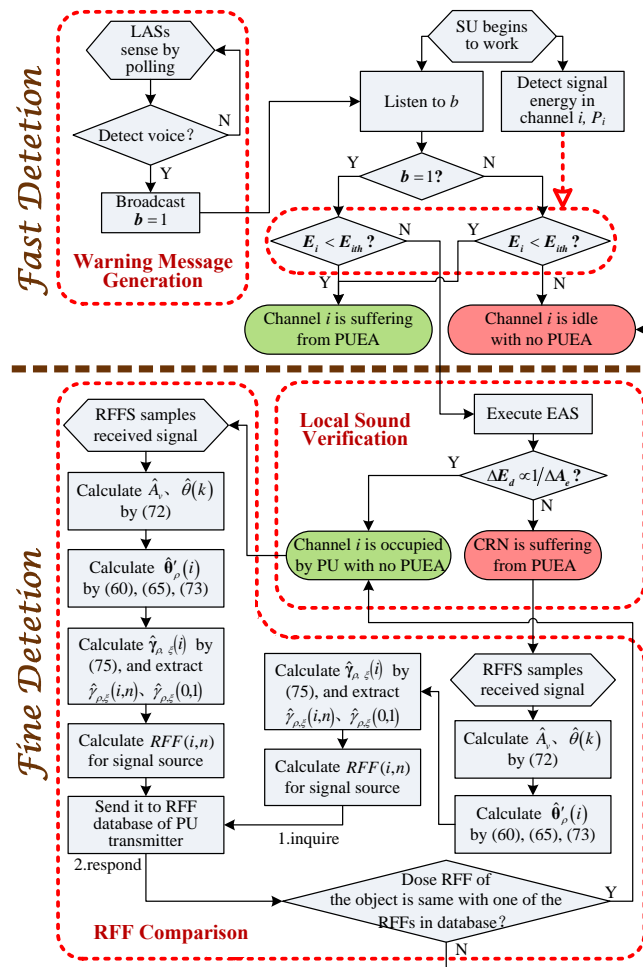 Fast Detetion
LASs
sense by
polling
Detect voice?
N
Y
Broadcast
b = 1
Warning Message
Generation
SU begins
to work
Listen to b
Detect signal
energy in
channel i, P_i
Y
b = 1?
N
E_i < E_ith ?
N
Y
E_i < E_ith ?
Y
N
Channel i is suffering
from PUEA
Channel i is idle
with no PUEA
Fine Detetion
Local Sound
Verification
Execute EAS
Y
ΔE_d ∝ 1/ΔA_e ?
N
Channel i is occupied
by PU with no PUEA
CRN is suffering
from PUEA
RFFS samples
received signal
Calculate Â_v、 θ̂(k)
by (72)
Calculate θ̂′_ρ(i)
by (60), (65), (73)
Calculate γ̂_ρ,ξ(i) by
(75), and extract
γ̂_ρ,ξ(i,n)、 γ̂_ρ,ξ(0,1)
Calculate RFF(i,n)
for signal source
Send it to RFF
database of PU
transmitter
RFFS samples
received signal
Calculate Â_v、 θ̂(k)
by (72)
Calculate θ̂′_ρ(i)
by (60), (65), (73)
Calculate γ̂_ρ,ξ(i) by
(75), and extract
γ̂_ρ,ξ(i,n)、 γ̂_ρ,ξ(0,1)
Calculate RFF(i,n)
for signal source
1.inquire
2.respond
Dose RFF of
the object is same with one of the
RFFs in database?
Y
N
RFF Comparison